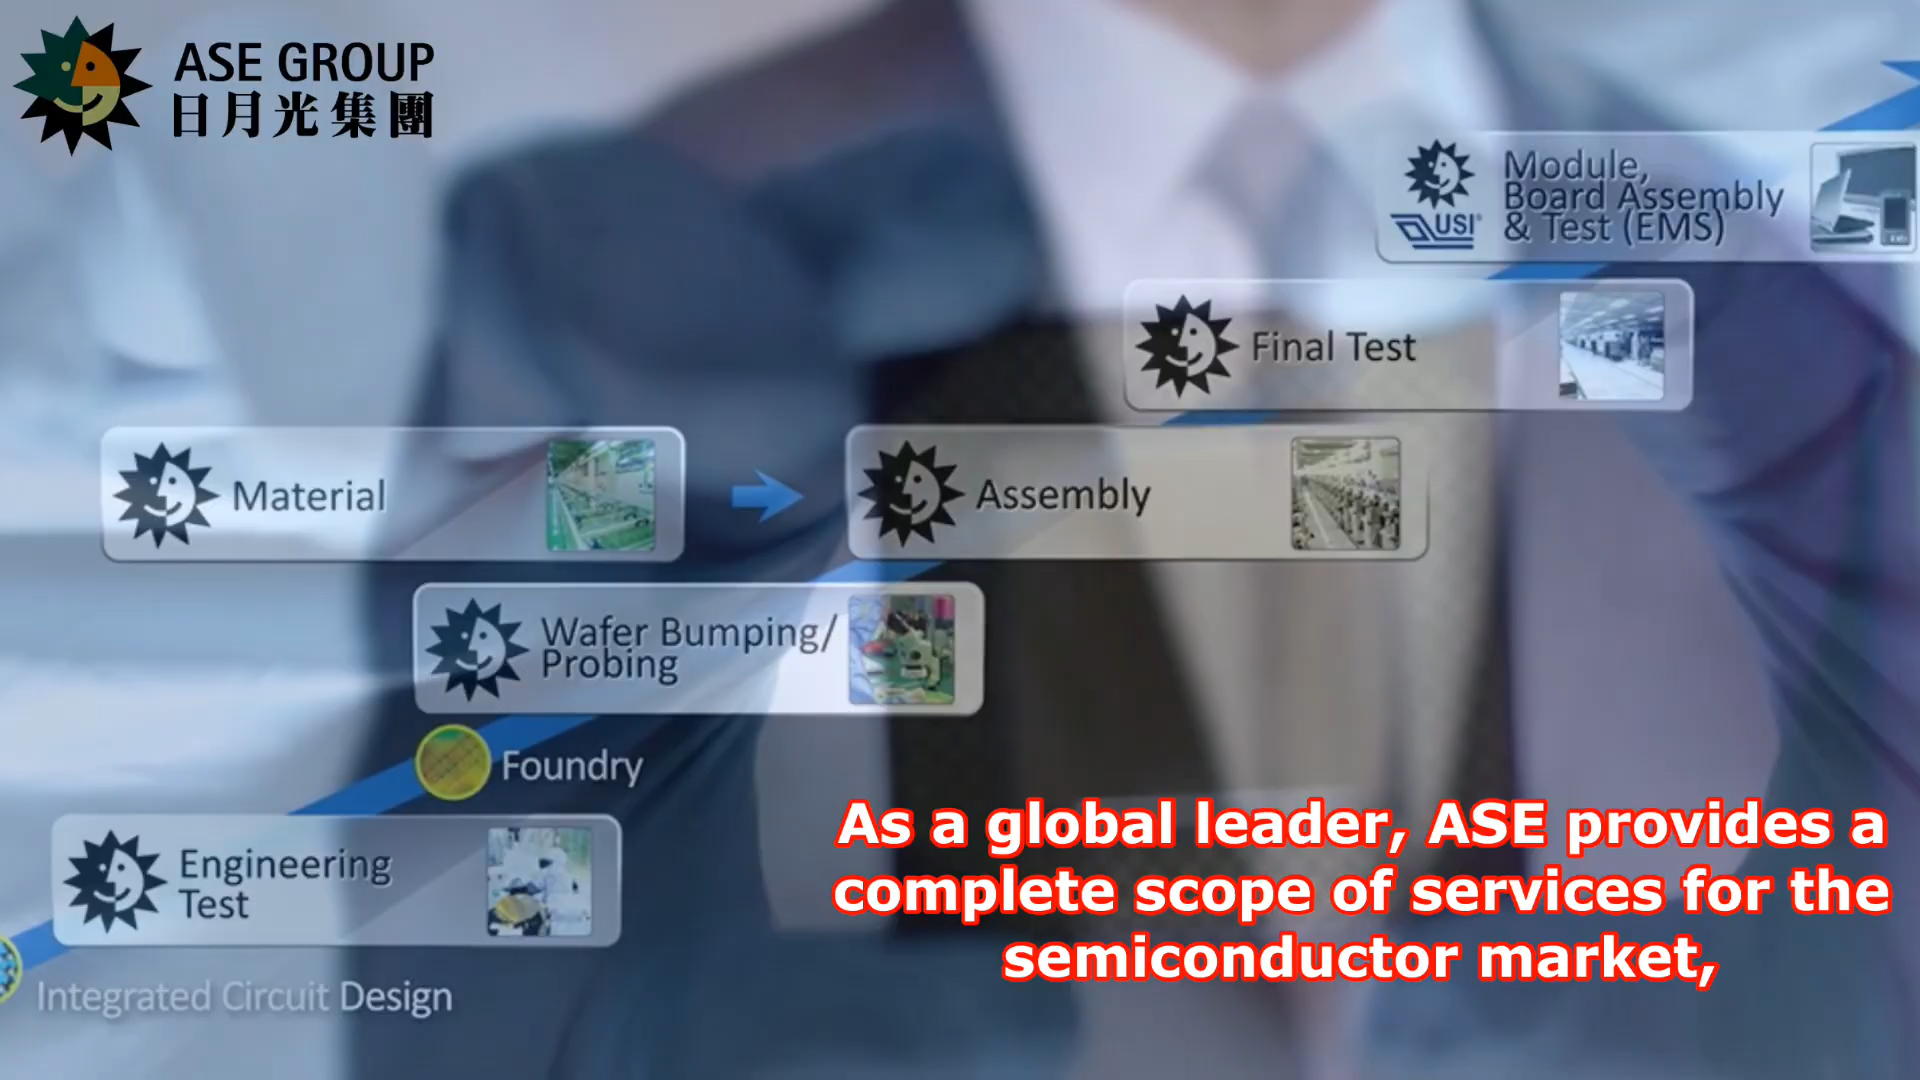 ASE GROUP
日月光集團
Module,
Board Assembly
& Test (EMS)
USI®
Final Test
Material
Assembly
Wafer Bumping/
Probing
Foundry
Engineering
Test
Integrated Circuit Design
As a global leader, ASE provides a
complete scope of services for the
semiconductor market,